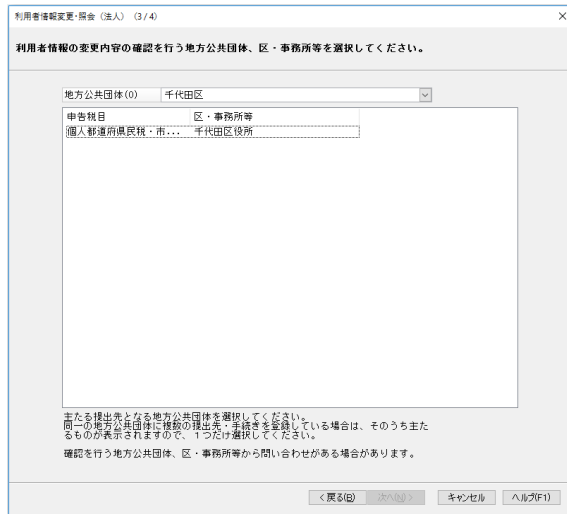 利用者情報変更・照会（法人） (3/4)
利用者情報の変更内容の確認を行う地方公共団体、区・事務所等を選択してください。
地方公共団体(O) 千代田区
申告税目 区・事務所等
個人都道府県民税・市... 千代田区役所
主たる提出先となる地方公共団体を選択してください。
同一の地方公共団体に複数の提出先・手続きを登録している場合は、そのうち主た
るものが表示されますので、１つだけ選択してください。
確認を行う地方公共団体、区・事務所等から問い合わせがある場合があります。
< 戻る(B) 次へ(N) > キャンセル ヘルプ(F1)